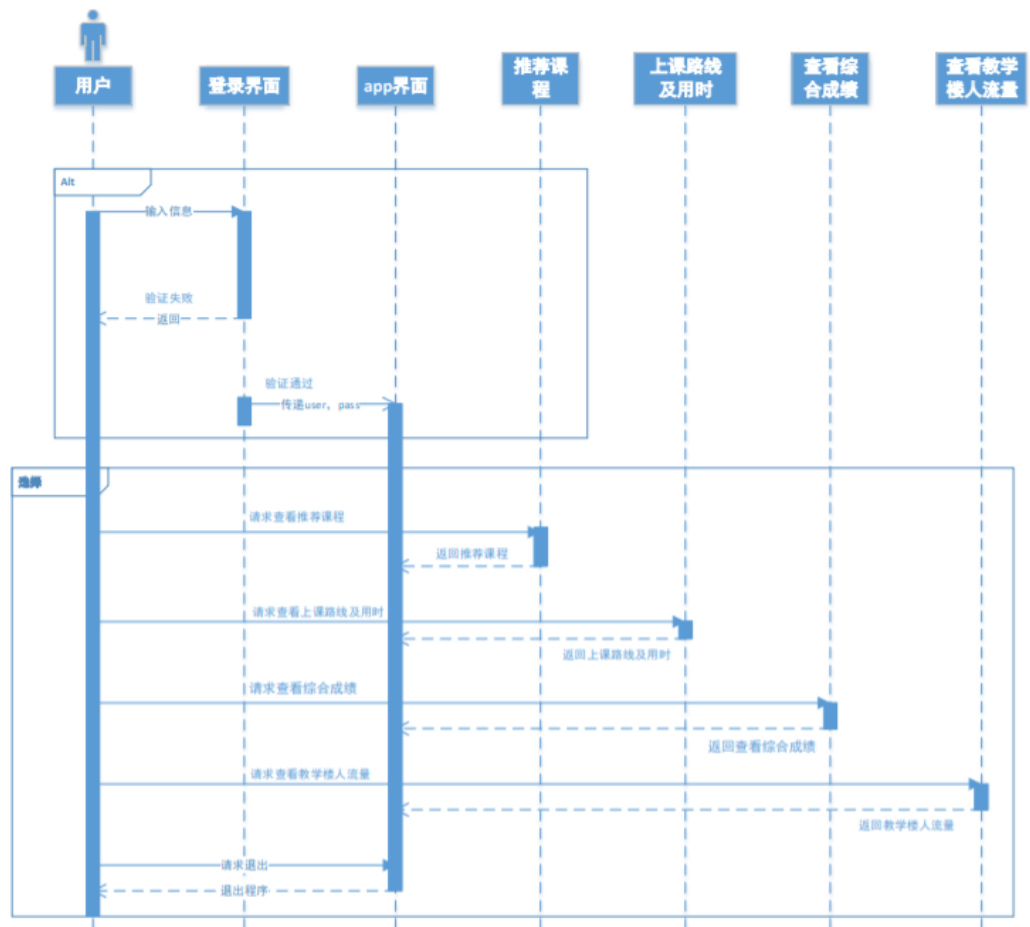 用户
登录界面
app界面
推荐课
程
上课路线
及用时
查看综
合成绩
查看教学
楼人流量
Alt
输入信息
验证失败
返回
验证通过
传递user，pass
选择
请求查看推荐课程
返回推荐课程
请求查看上课路线及用时
返回上课路线及用时
请求查看综合成绩
返回查看综合成绩
请求查看教学楼人流量
返回教学楼人流量
请求退出
退出程序